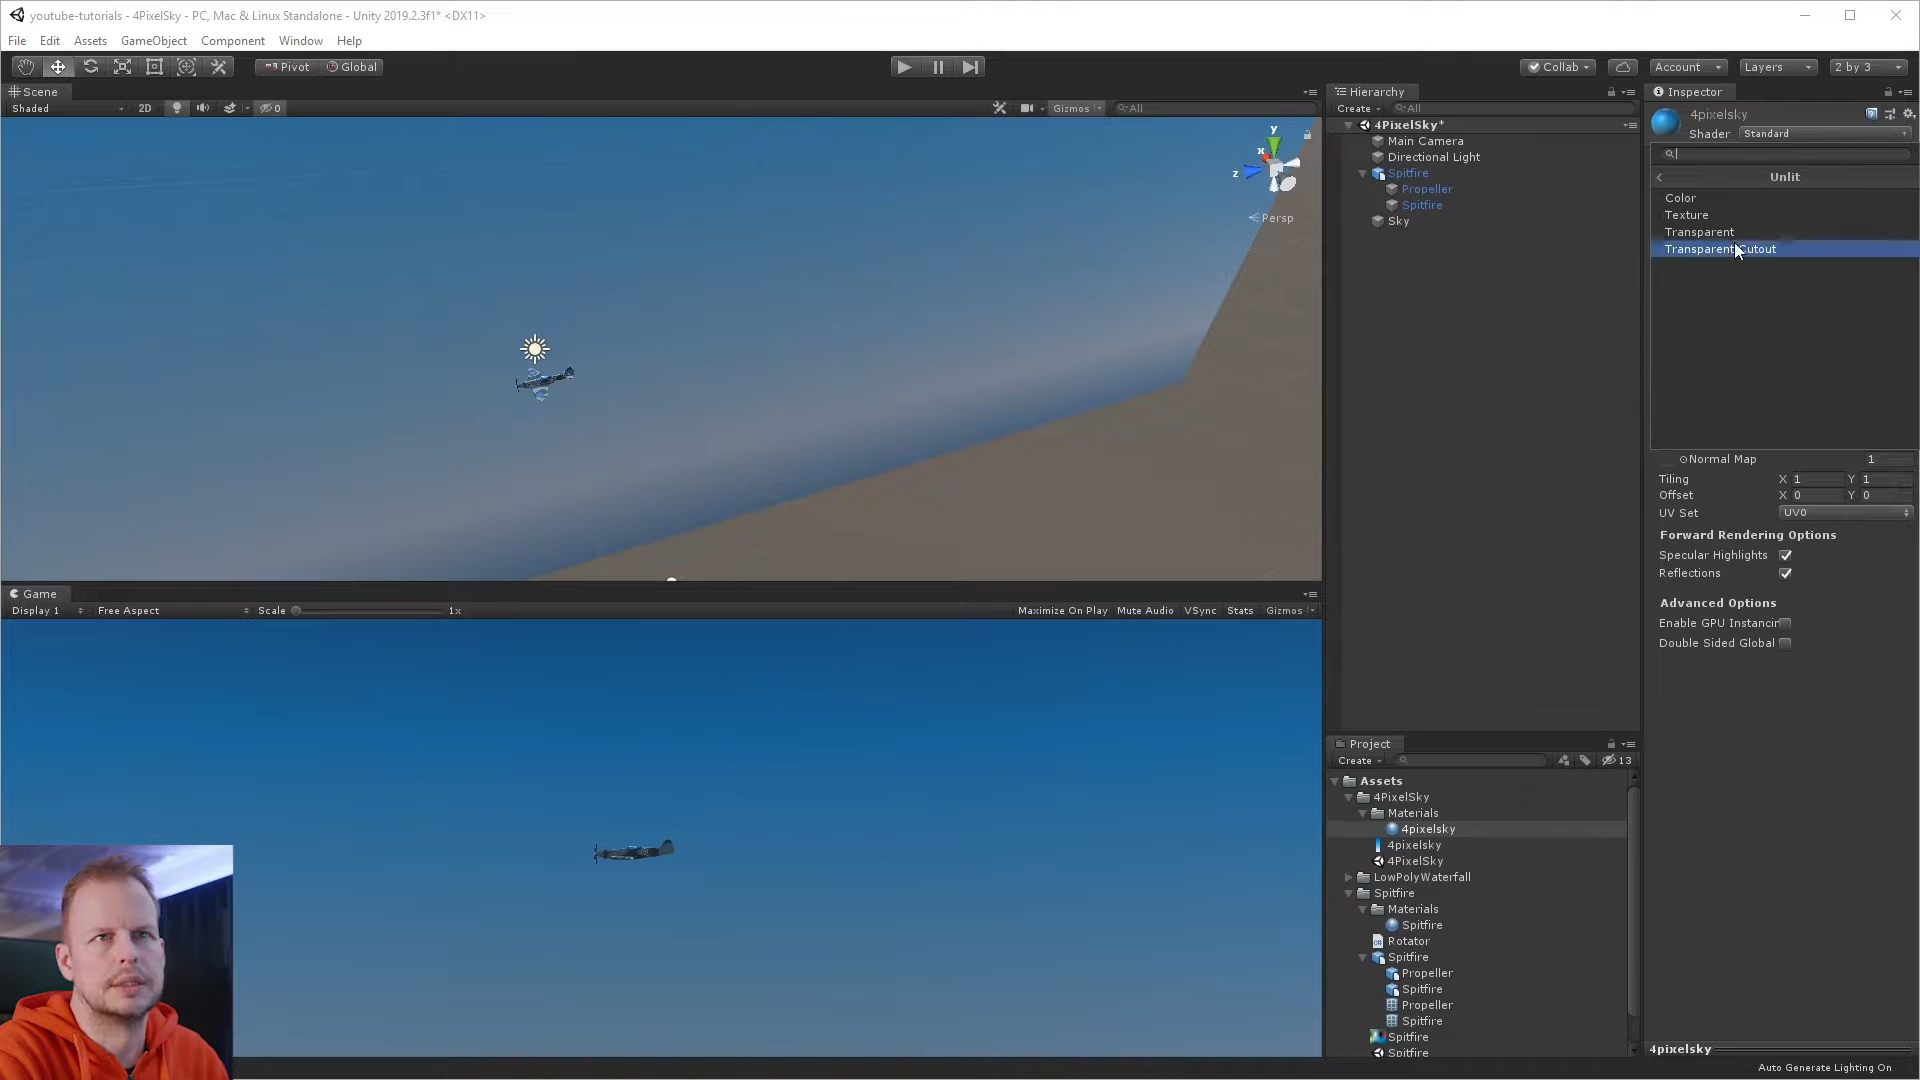 youtube-tutorials - 4PixelSky - PC, Mac & Linux Standalone - Unity 2019.2.3f1* <DX11>
File Edit Assets GameObject Component Window Help
Pivot Global Collab Account Layers 2 by 3
Scene
Shaded 2D 0 Gizmos All
y
x
z
Persp
Hierarchy
Create All
4PixelSky*
Main Camera
Directional Light
Spitfire
Propeller
Spitfire
Sky
Inspector
4pixelsky
Shader Standard
Unlit
Color
Texture
Transparent
Transparent Cutout
Normal Map 1
Tiling X 1 Y 1
Offset X 0 Y 0
UV Set UV0
Forward Rendering Options
Specular Highlights
Reflections
Advanced Options
Enable GPU Instancin
Double Sided Global
Game
Display 1 Free Aspect Scale 1x Maximize On Play Mute Audio VSync Stats Gizmos
Project
Create 13
Assets
4PixelSky
Materials
4pixelsky
4pixelsky
4PixelSky
LowPolyWaterfall
Spitfire
Materials
Spitfire
Rotator
Spitfire
Propeller
Spitfire
Propeller
Spitfire
Spitfire
Spitfire
4pixelsky
Auto Generate Lighting On